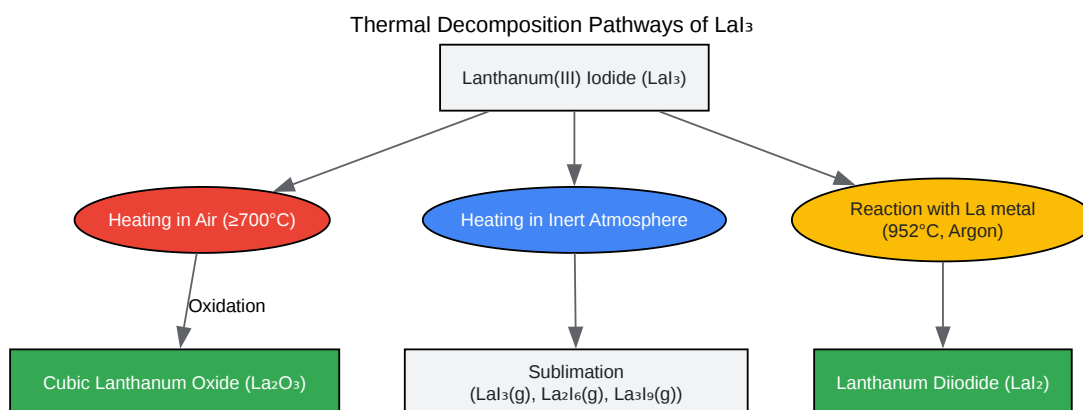 Thermal Decomposition Pathways of LaI₃
Lanthanum(III) Iodide (LaI₃)
Heating in Air (≥700°C)
Heating in Inert Atmosphere
Reaction with La metal
(952°C, Argon)
Oxidation
Cubic Lanthanum Oxide (La₂O₃)
Sublimation
(LaI₃(g), La₂I₆(g), La₃I₉(g))
Lanthanum Diiodide (LaI₂)